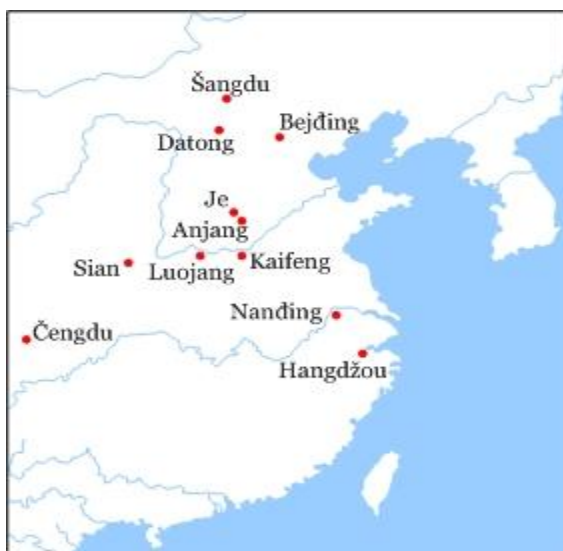 Šangdu
Bejđing
Datong
Je
Anjang
Sian
Luojang
Kaifeng
Nanđing
Čengdu
Hangdžou